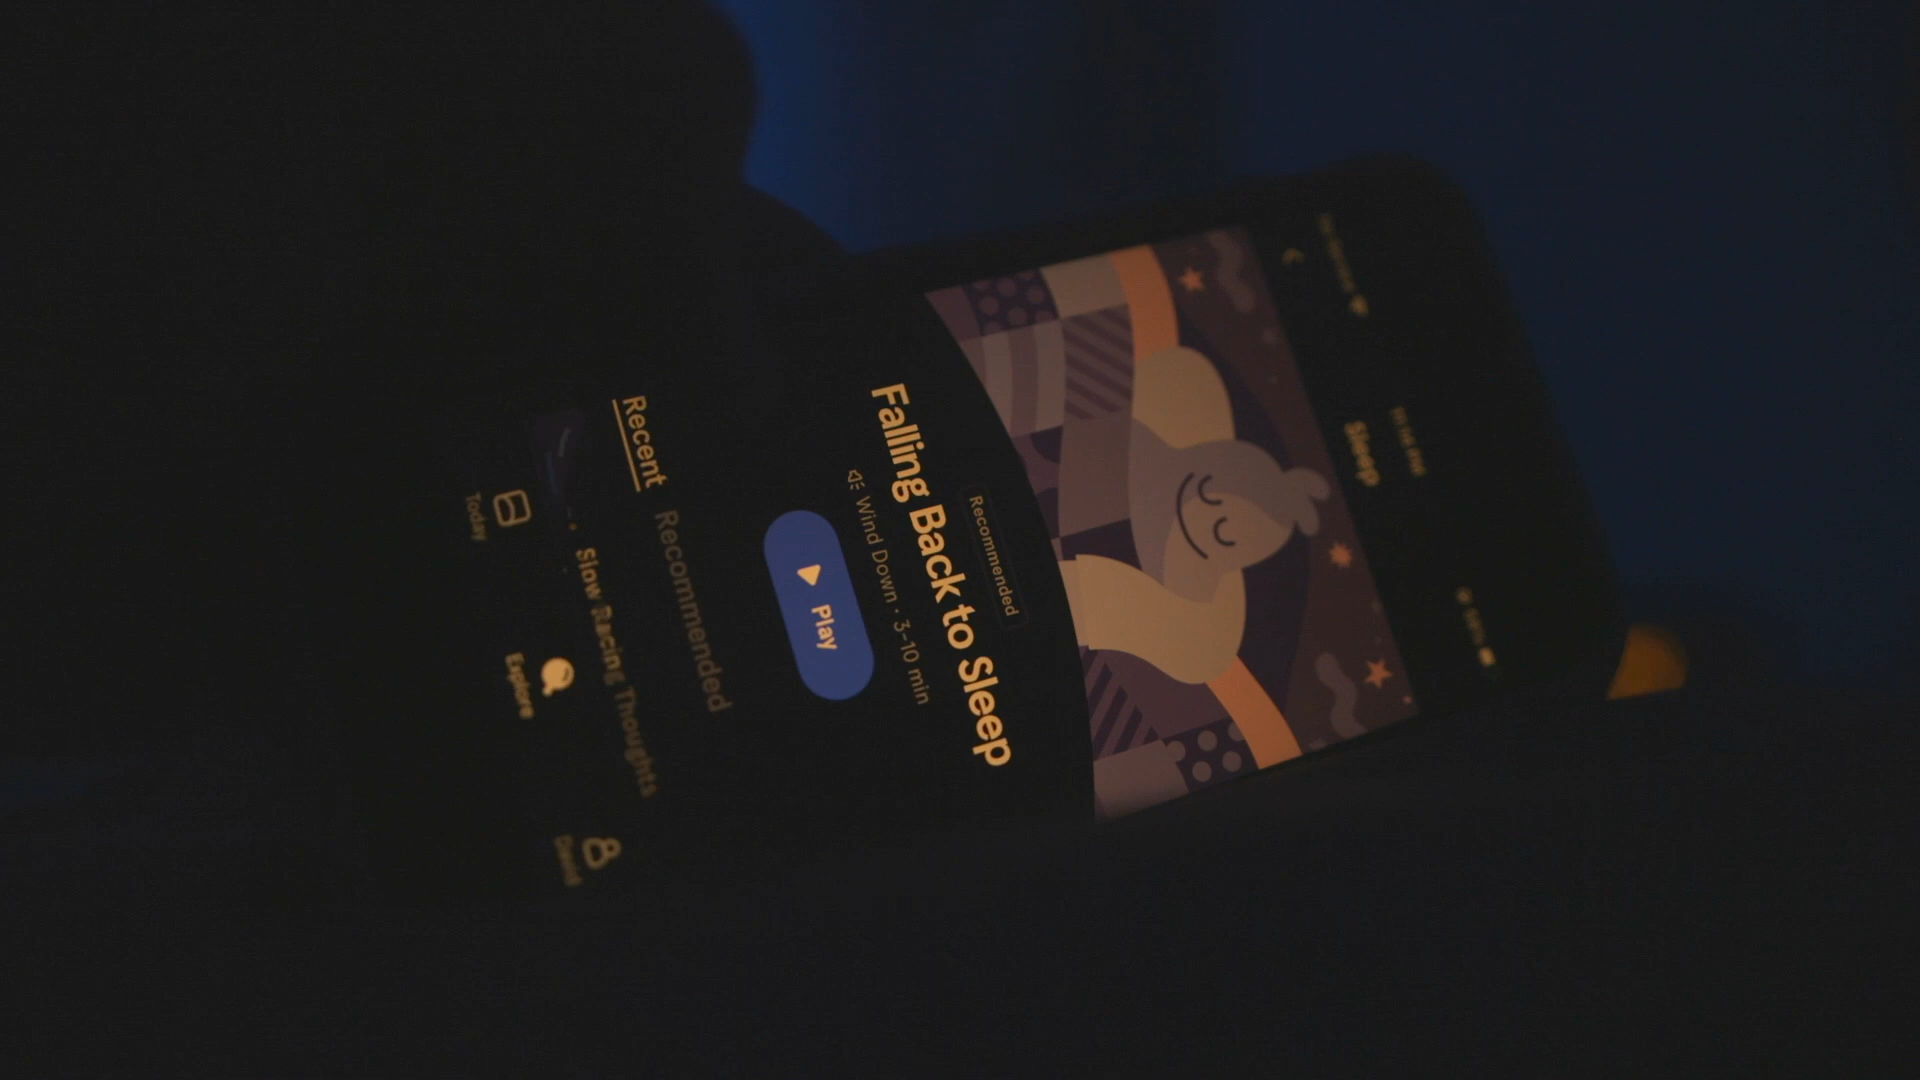 Sleep
Recommended
Falling Back to Sleep
Wind Down · 3-10 min
Play
Recent Recommended
Slow Racing Thoughts
Today Explore David